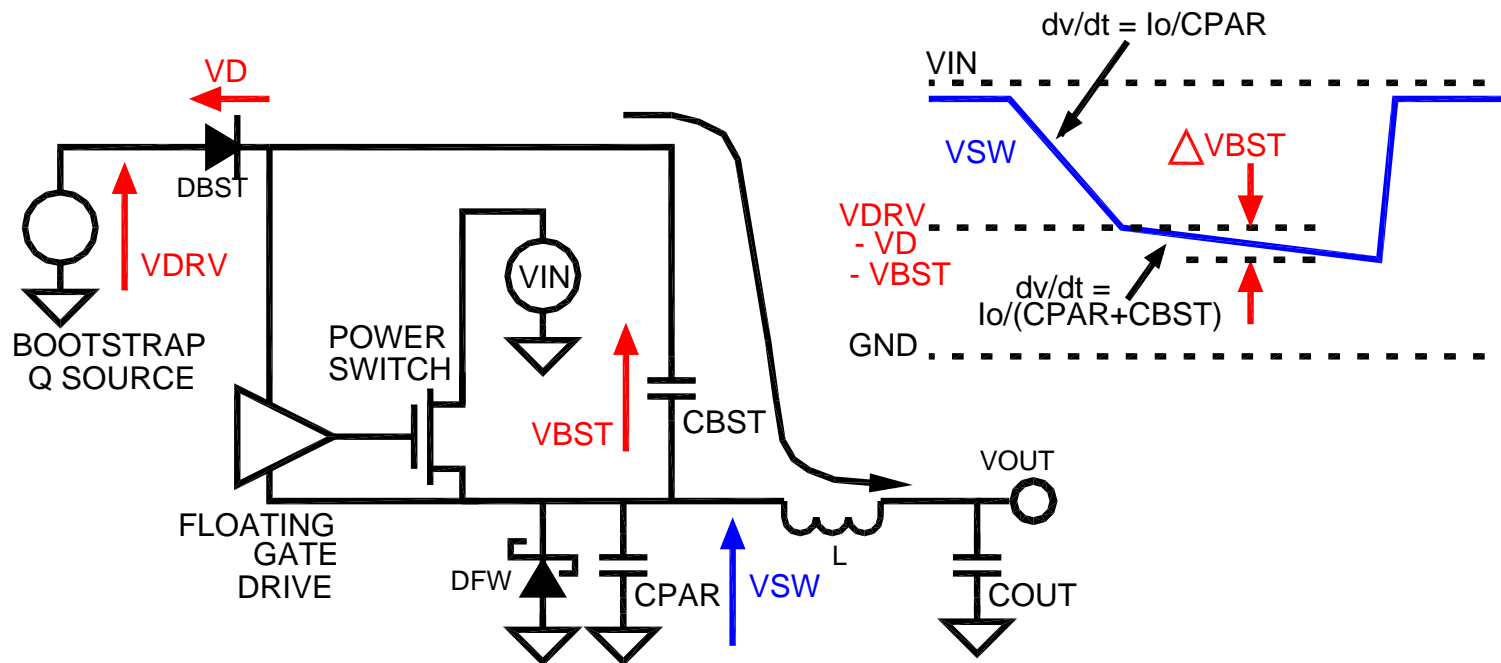 VD
DBST
VDRV
BOOTSTRAP
Q SOURCE
POWER
SWITCH
VIN
VBST
CBST
FLOATING
GATE
DRIVE
DFW
CPAR
VSW
L
VOUT
COUT
dv/dt = Io/CPAR
VIN
VSW
△VBST
VDRV
- VD
- VBST
dv/dt =
Io/(CPAR+CBST)
GND